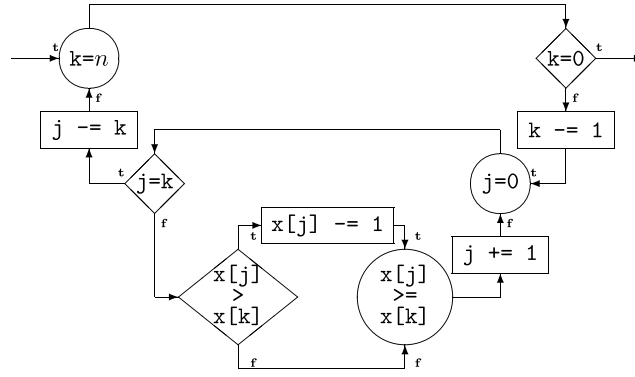 t
k=n
k=0
t
f
f
j -= k
k -= 1
t
j=k
j=0
t
f
x[j] -= 1
f
t
t
j += 1
x[j]
>
x[k]
x[j]
>=
x[k]
f
f